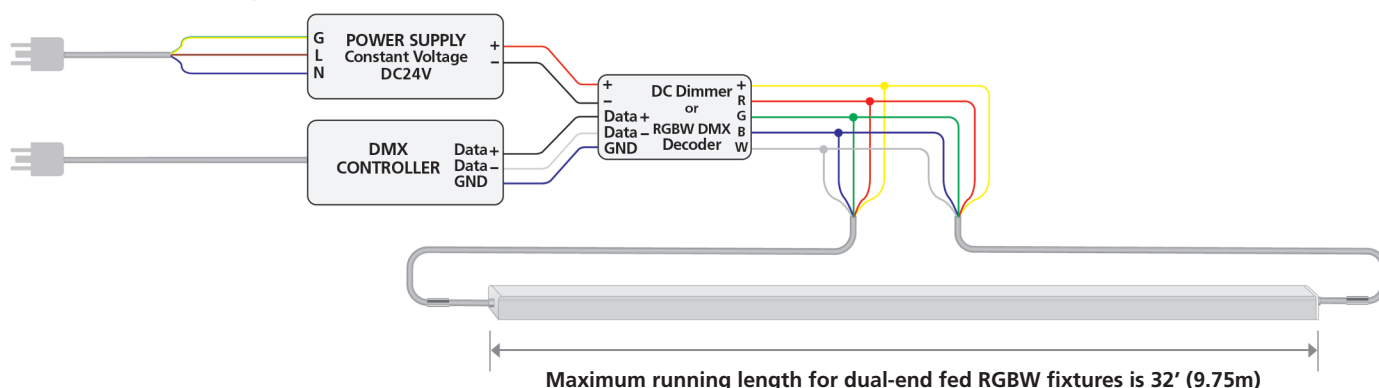 G
L
N
POWER SUPPLY
Constant Voltage
DC24V
+
–
DMX
CONTROLLER
Data+
Data–
GND
+
–
Data+
Data–
GND
DC Dimmer
or
RGBW DMX
Decoder
+
R
G
B
W
Maximum running length for dual-end fed RGBW fixtures is 32’ (9.75m)